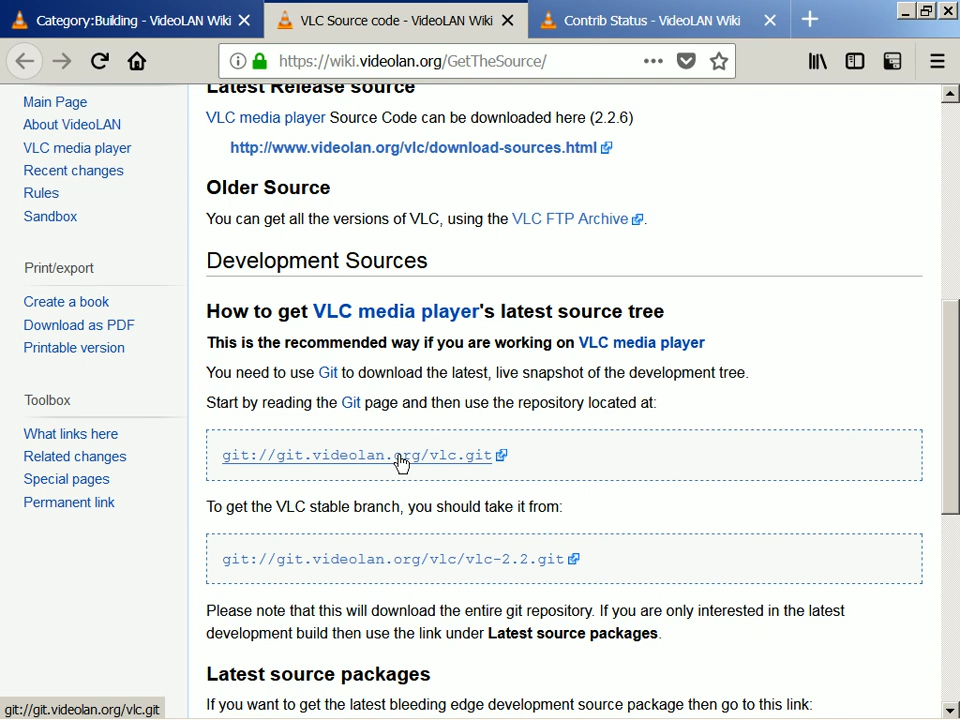 Category:Building - VideoLAN Wiki
VLC Source code - VideoLAN Wiki
Contrib Status - VideoLAN Wiki
https://wiki.videolan.org/GetTheSource/
Main Page
About VideoLAN
VLC media player
Recent changes
Rules
Sandbox
Print/export
Create a book
Download as PDF
Printable version
Toolbox
What links here
Related changes
Special pages
Permanent link
Latest Release source
VLC media player Source Code can be downloaded here (2.2.6)
http://www.videolan.org/vlc/download-sources.html
Older Source
You can get all the versions of VLC, using the VLC FTP Archive.
Development Sources
How to get VLC media player's latest source tree
This is the recommended way if you are working on VLC media player
You need to use Git to download the latest, live snapshot of the development tree.
Start by reading the Git page and then use the repository located at:
git://git.videolan.org/vlc.git
To get the VLC stable branch, you should take it from:
git://git.videolan.org/vlc/vlc-2.2.git
Please note that this will download the entire git repository. If you are only interested in the latest
development build then use the link under Latest source packages.
Latest source packages
If you want to get the latest bleeding edge development source package then go to this link:
git://git.videolan.org/vlc.git